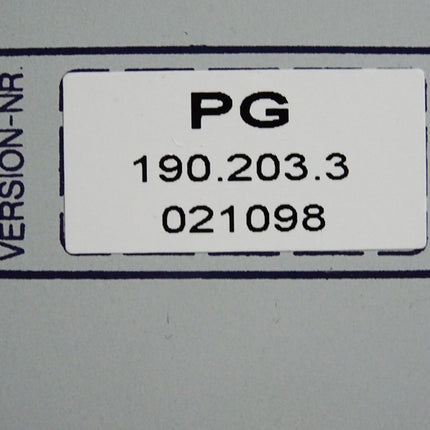 VERSION-NR.
PG
190.203.3
021098